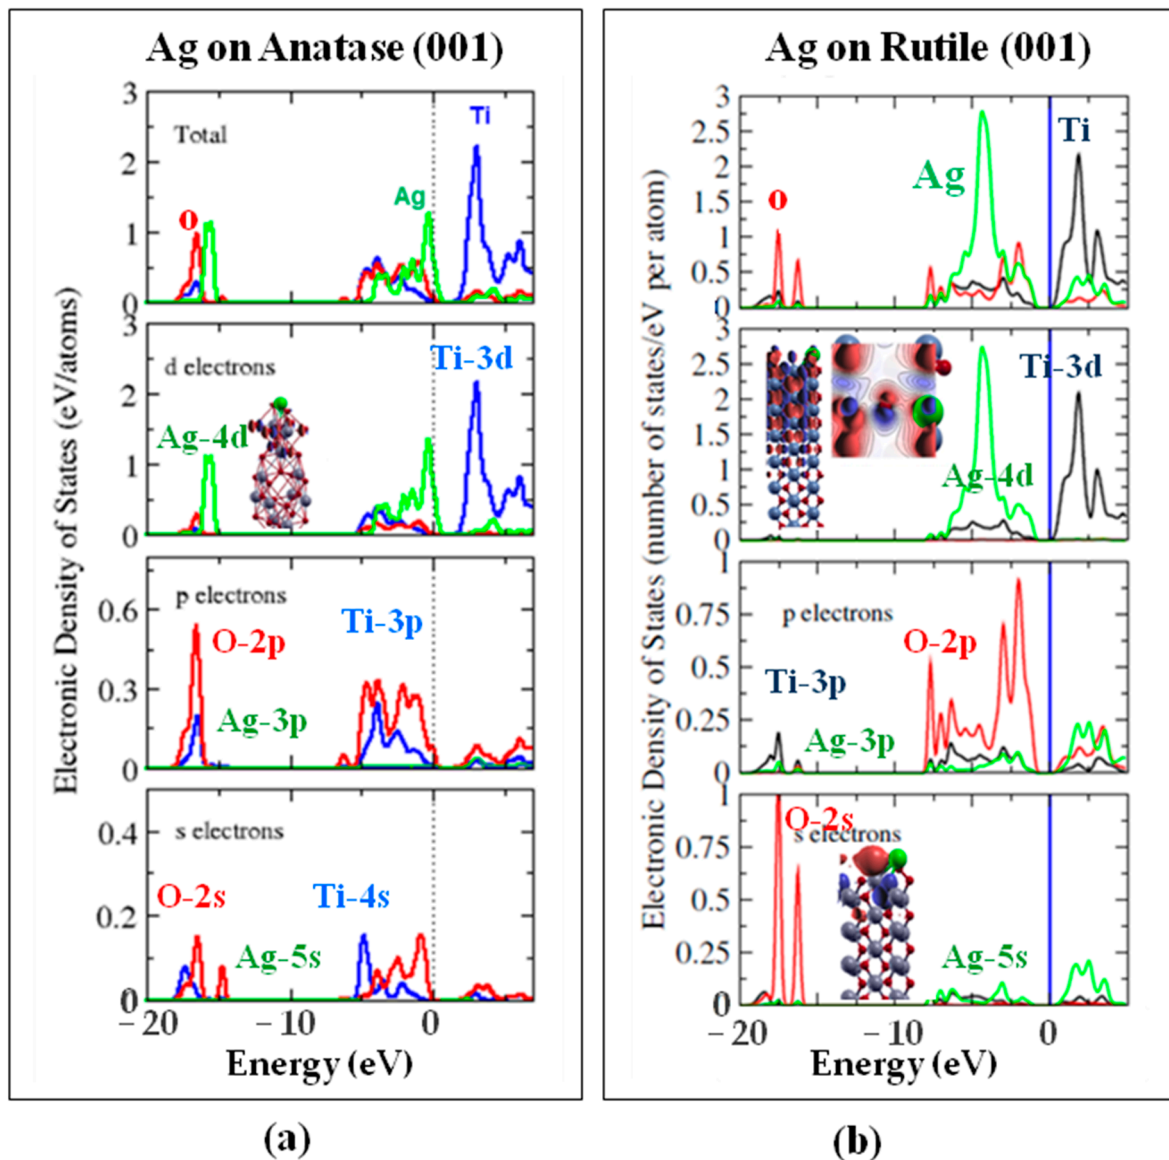 Ag on Anatase (001)
Electronic Density of States (eV/atoms)
3
2
1
0
Total
O
Ag
Ti
3
2
1
0
d electrons
Ag-4d
Ti-3d
0.6
0.3
0
p electrons
O-2p
Ag-3p
Ti-3p
0.4
0.2
0
s electrons
O-2s
Ag-5s
Ti-4s
−20
−10
0
Energy (eV)
(a)
Ag on Rutile (001)
Electronic Density of States (number of states/eV per atom)
3
2.5
2
1.5
1
0.5
0
O
Ag
Ti
3
2.5
2
1.5
1
0.5
0
Ti-3d
Ag-4d
0.75
0.5
0.25
0
p electrons
O-2p
Ti-3p
Ag-3p
1
0.75
0.5
0.25
0
O-2s
s electrons
Ag-5s
−20
−10
0
Energy (eV)
(b)